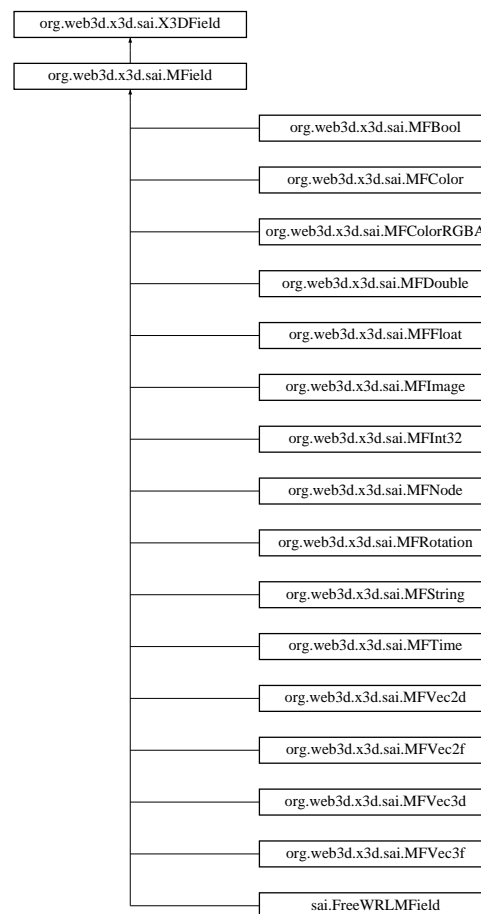 org.web3d.x3d.sai.X3DField
org.web3d.x3d.sai.MField
org.web3d.x3d.sai.MFBool
org.web3d.x3d.sai.MFColor
org.web3d.x3d.sai.MFColorRGBA
org.web3d.x3d.sai.MFDouble
org.web3d.x3d.sai.MFFloat
org.web3d.x3d.sai.MFImage
org.web3d.x3d.sai.MFInt32
org.web3d.x3d.sai.MFNode
org.web3d.x3d.sai.MFRotation
org.web3d.x3d.sai.MFString
org.web3d.x3d.sai.MFTime
org.web3d.x3d.sai.MFVec2d
org.web3d.x3d.sai.MFVec2f
org.web3d.x3d.sai.MFVec3d
org.web3d.x3d.sai.MFVec3f
sai.FreeWRLMField